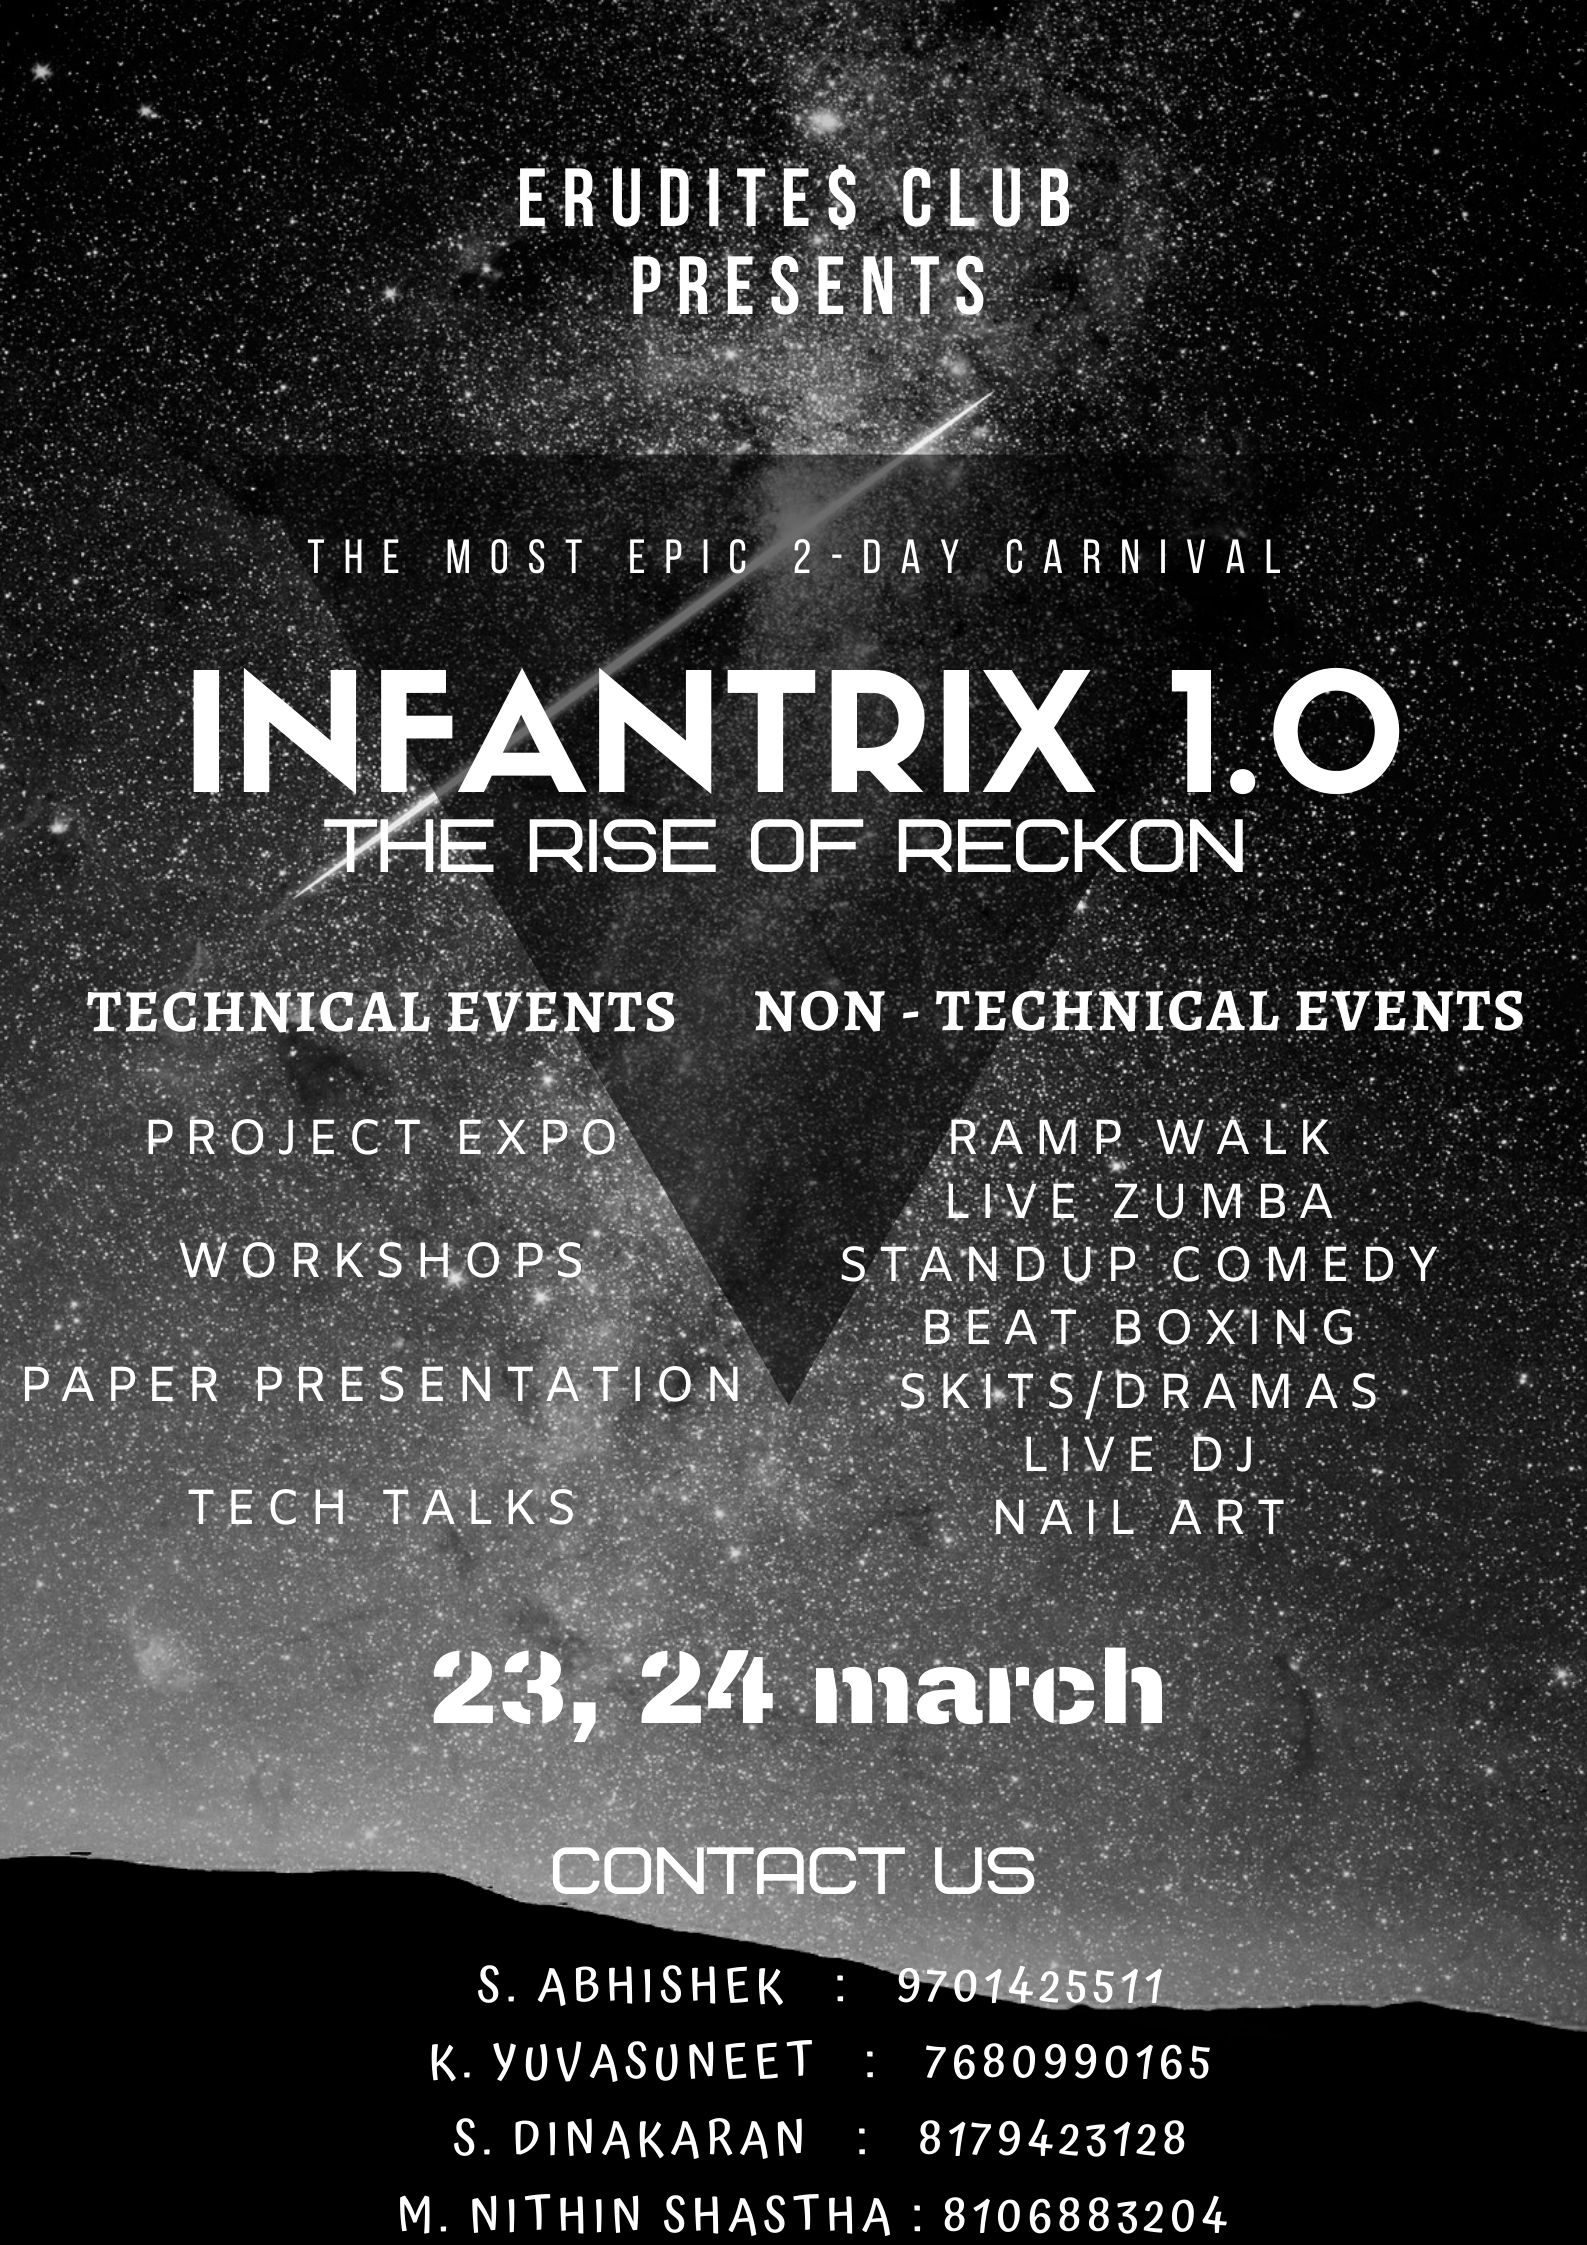 ERUDITE$ CLUB
PRESENTS
THE MOST EPIC 2-DAY CARNIVAL
INFANTRIX 1.0
THE RISE OF RECKON
TECHNICAL EVENTS
PROJECT EXPO
WORKSHOPS
PAPER PRESENTATION
TECH TALKS
NON - TECHNICAL EVENTS
RAMP WALK
LIVE ZUMBA
STANDUP COMEDY
BEAT BOXING
SKITS/DRAMAS
LIVE DJ
NAIL ART
23, 24 march
CONTACT US
S. ABHISHEK : 9701425511
K. YUVASUNEET : 7680990165
S. DINAKARAN : 8179423128
M. NITHIN SHASTHA : 8106883204